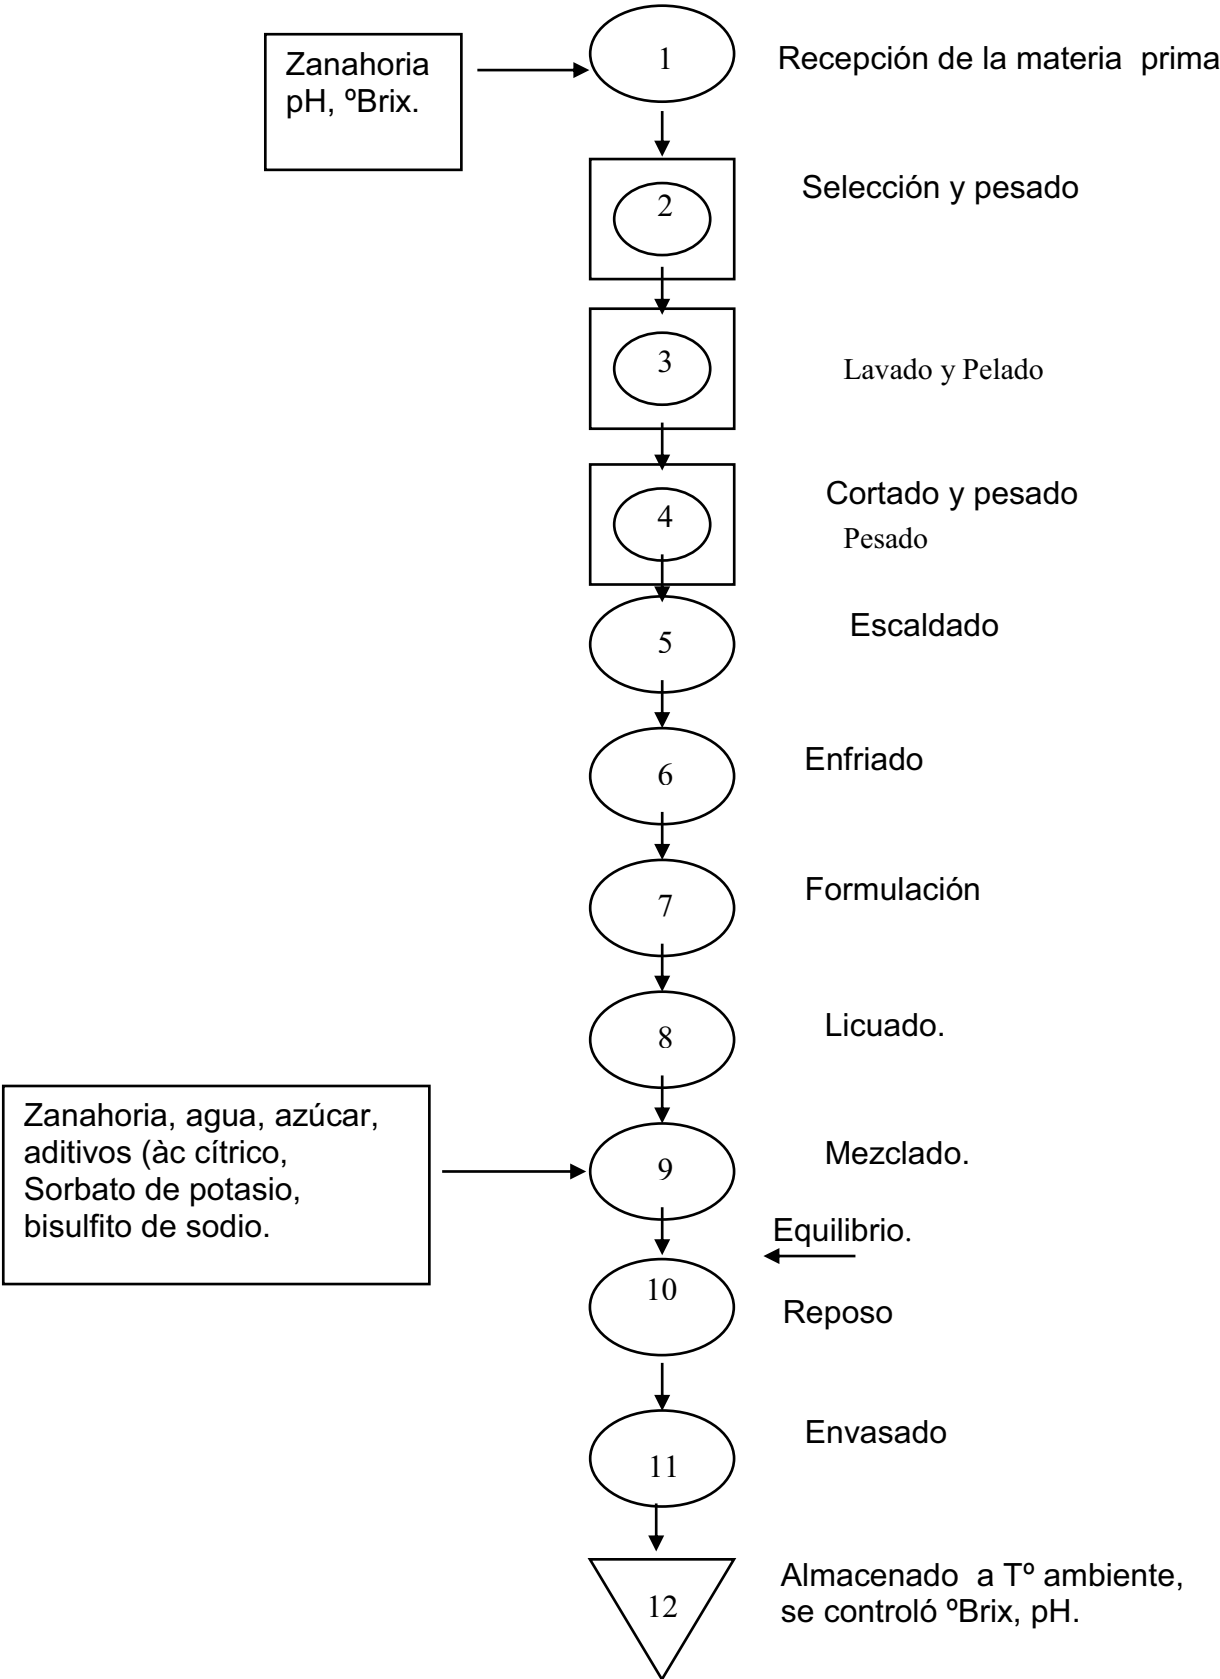 Zanahoria
pH, ºBrix.
1
Recepción de la materia  prima
2
Selección y pesado
3
Lavado y Pelado
4
Cortado y pesado
Pesado
5
Escaldado
6
Enfriado
7
Formulación
8
Licuado.
Zanahoria, agua, azúcar,
aditivos (àc cítrico,
Sorbato de potasio,
bisulfito de sodio.
9
Mezclado.
Equilibrio.
10
Reposo
11
Envasado
12
Almacenado  a Tº ambiente,
se controló ºBrix, pH.